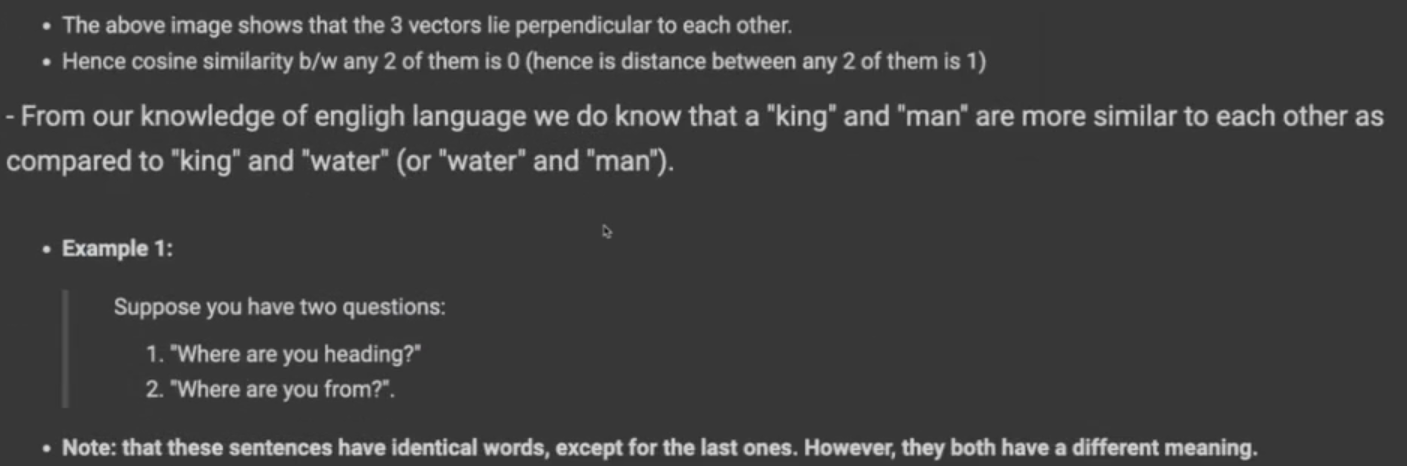 • The above image shows that the 3 vectors lie perpendicular to each other.
• Hence cosine similarity b/w any 2 of them is 0 (hence is distance between any 2 of them is 1)
- From our knowledge of engligh language we do know that a "king" and "man" are more similar to each other as
compared to "king" and "water" (or "water" and "man").
• Example 1:
Suppose you have two questions:
1. "Where are you heading?"
2. "Where are you from?".
• Note: that these sentences have identical words, except for the last ones. However, they both have a different meaning.